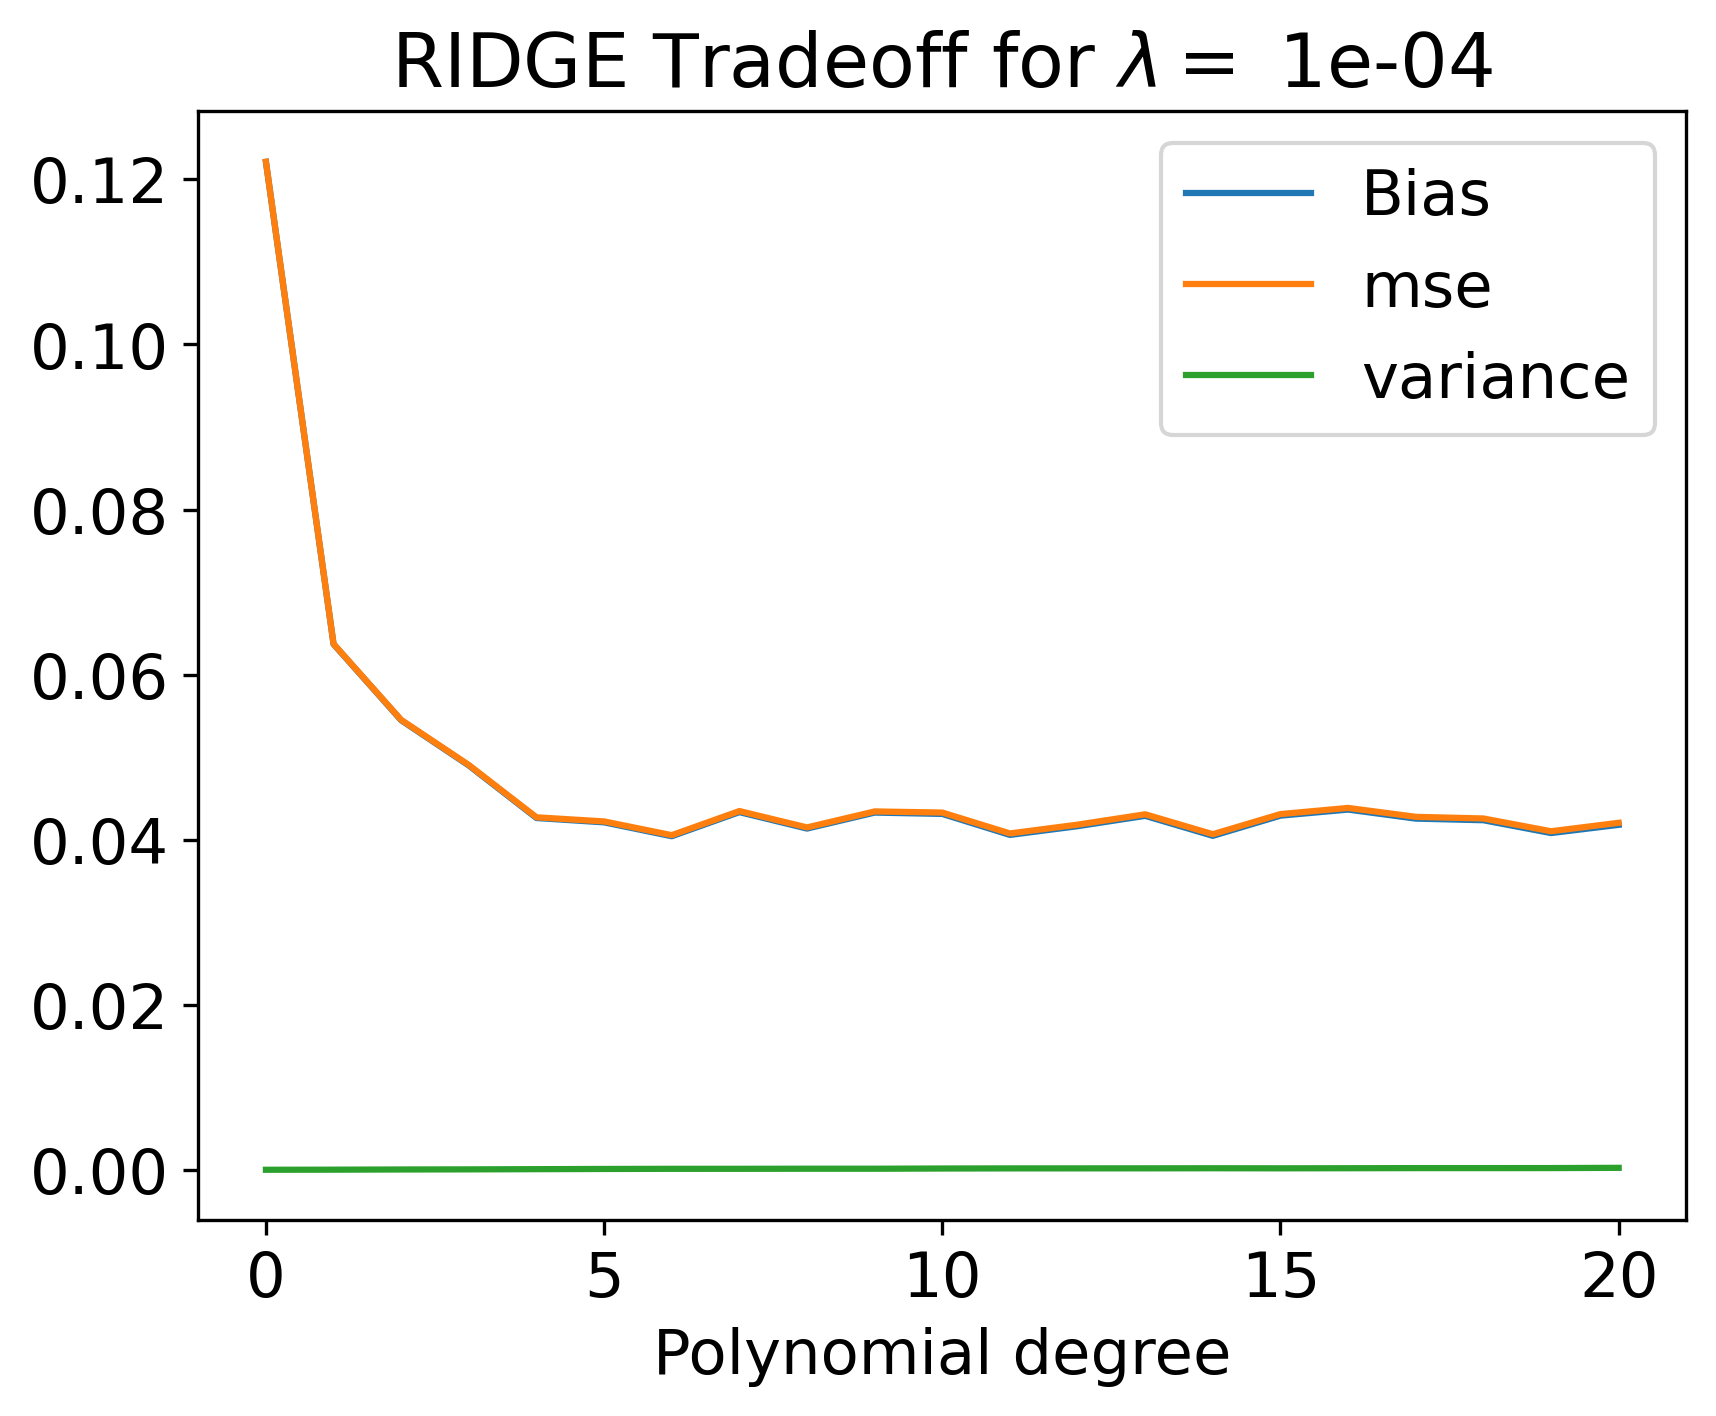 RIDGE Tradeoff for λ = 1e-04
Bias
mse
variance
0.12
0.10
0.08
0.06
0.04
0.02
0.00
0 5 10 15 20
Polynomial degree